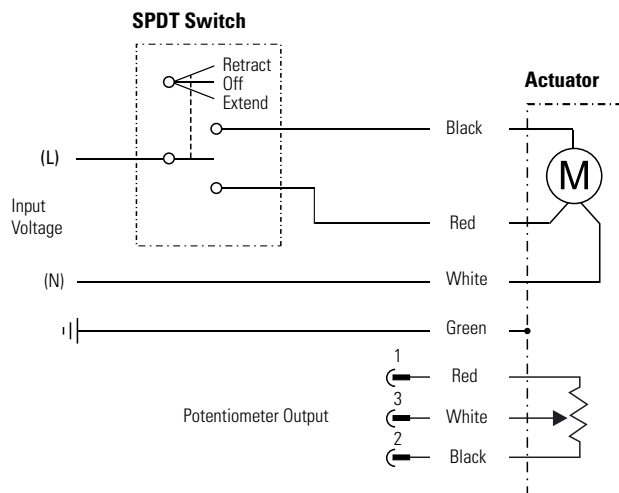 SPDT Switch
Retract
Off
Extend
Actuator
Black
(L)
M
Input
Voltage
Red
(N)
White
Green
1
Red
3
Potentiometer Output
White
2
Black